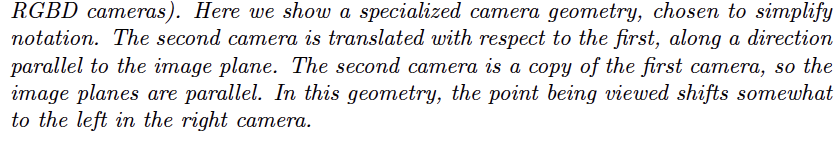 RGBD cameras). Here we show a specialized camera geometry, chosen to simplify
notation. The second camera is translated with respect to the first, along a direction
parallel to the image plane. The second camera is a copy of the first camera, so the
image planes are parallel. In this geometry, the point being viewed shifts somewhat
to the left in the right camera.